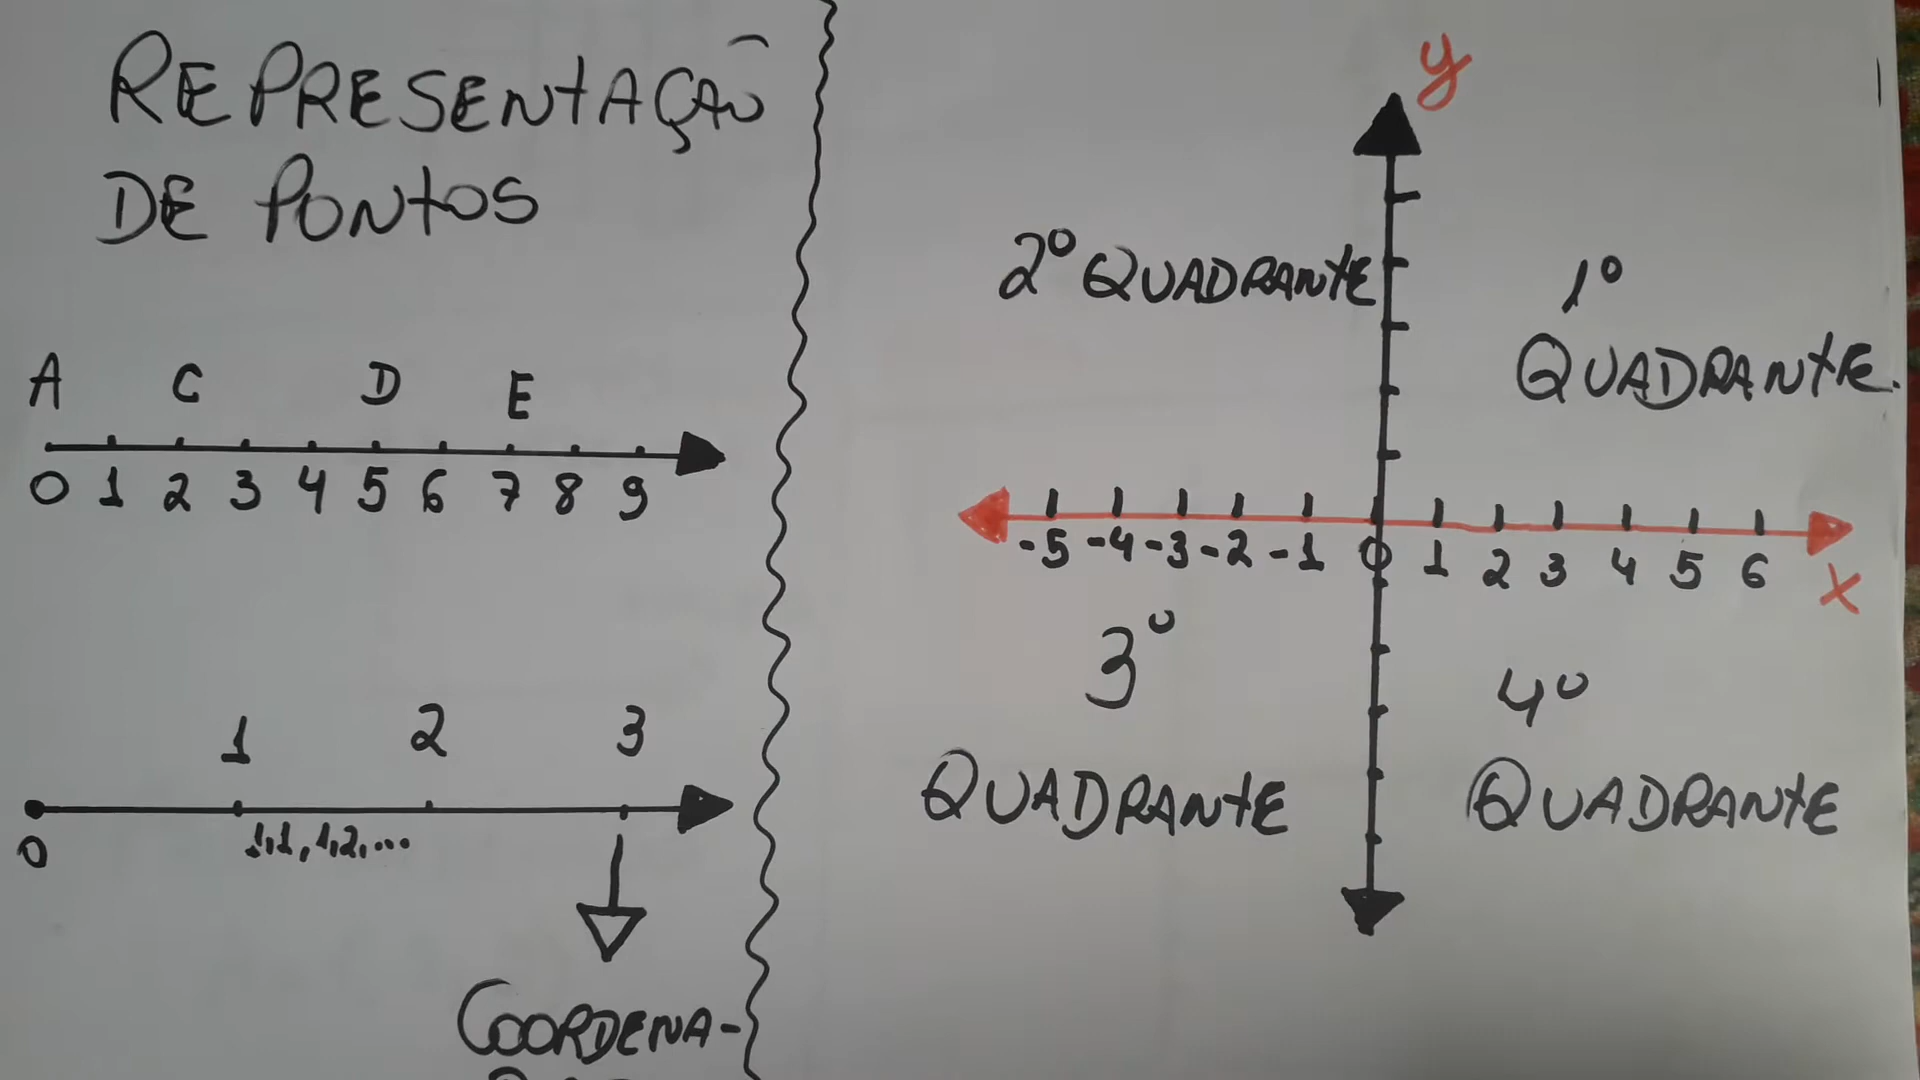 REPRESENTAÇÃO
DE PONTOS
A C D E
0 1 2 3 4 5 6 7 8 9
1 2 3
0 1,1, 1,2, ...
COORDENA-
y
2º QUADRANTE
1º
QUADRANTE.
-5 -4 -3 -2 -1 0 1 2 3 4 5 6
x
3º
QUADRANTE
4º
QUADRANTE